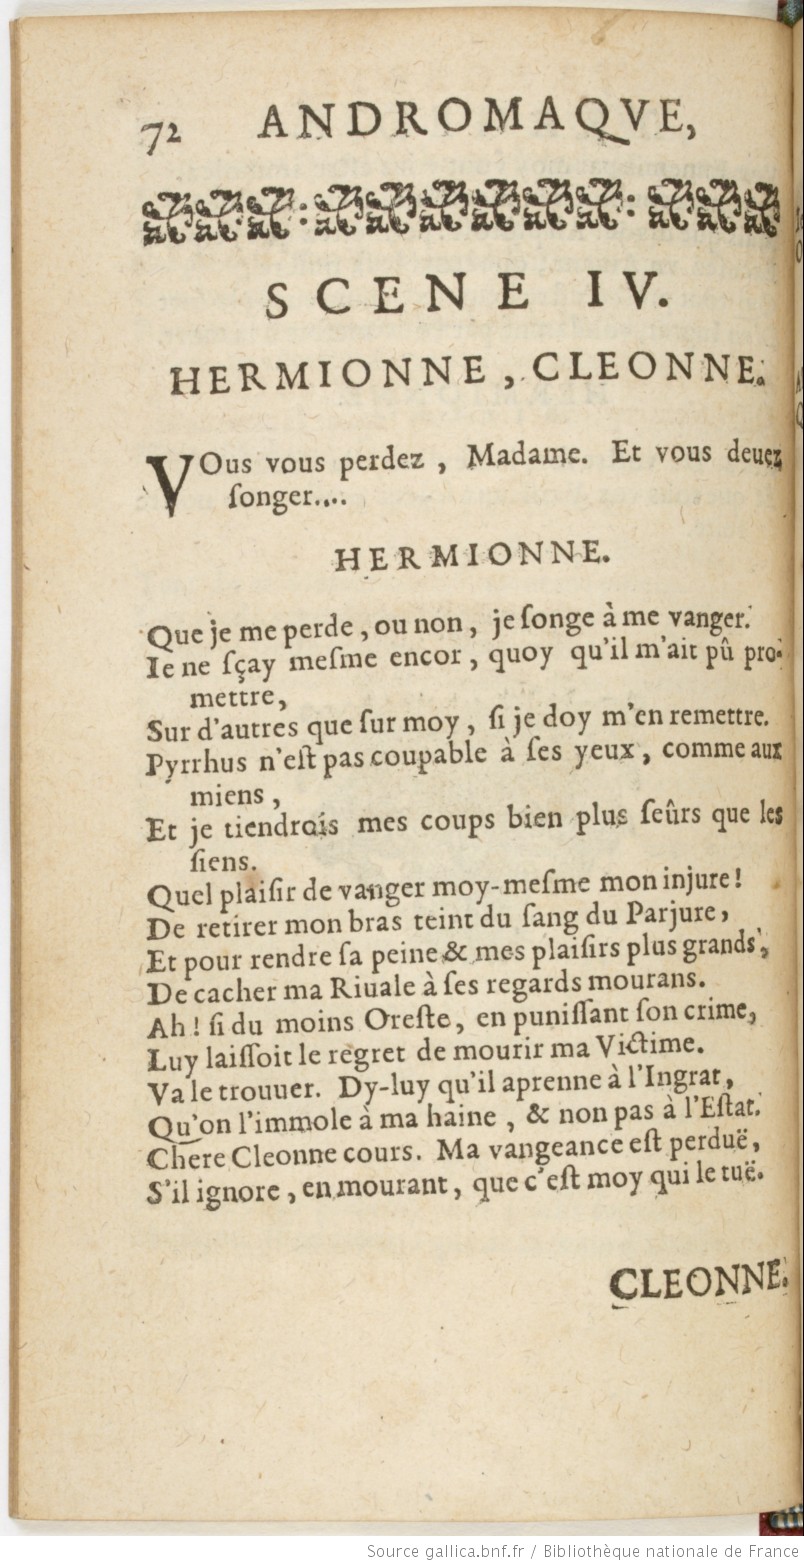 72 ANDROMAQVE,
SCENE IV.
HERMIONNE, CLEONNE.
VOus vous perdez, Madame. Et vous deuez
ſonger....
HERMIONNE.
Que je me perde, ou non, je ſonge à me vanger.
Ie ne ſçay meſme encor, quoy qu'il m'ait pû pro-
mettre,
Sur d'autres que ſur moy, ſi je doy m'en remettre.
Pyrrhus n'eſt pas coupable à ſes yeux, comme aux
miens,
Et je tiendrois mes coups bien plus ſeûrs que les
ſiens.
Quel plaiſir de vanger moy-meſme mon injure!
De retirer mon bras teint du ſang du Parjure,
Et pour rendre ſa peine & mes plaiſirs plus grands,
De cacher ma Riuale à ſes regards mourans.
Ah! ſi du moins Oreſte, en puniſſant ſon crime,
Luy laiſſoit le regret de mourir ma Victime.
Va le trouuer. Dy-luy qu'il aprenne à l'Ingrat,
Qu'on l'immole à ma haine, & non pas à l'Eſtat.
Chere Cleonne cours. Ma vangeance eſt perduë,
S'il ignore, en mourant, que c'eſt moy qui le tuë.
CLEONNE.
Source gallica.bnf.fr / Bibliothèque nationale de France